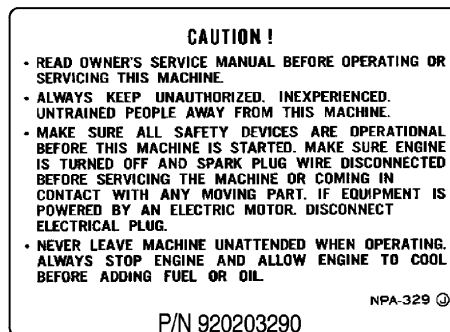 CAUTION !
• READ OWNER'S SERVICE MANUAL BEFORE OPERATING OR
SERVICING THIS MACHINE.
• ALWAYS KEEP UNAUTHORIZED. INEXPERIENCED.
UNTRAINED PEOPLE AWAY FROM THIS MACHINE.
• MAKE SURE ALL SAFETY DEVICES ARE OPERATIONAL
BEFORE THIS MACHINE IS STARTED. MAKE SURE ENGINE
IS TURNED OFF AND SPARK PLUG WIRE DISCONNECTED
BEFORE SERVICING THE MACHINE OR COMING IN
CONTACT WITH ANY MOVING PART. IF EQUIPMENT IS
POWERED BY AN ELECTRIC MOTOR. DISCONNECT
ELECTRICAL PLUG.
• NEVER LEAVE MACHINE UNATTENDED WHEN OPERATING.
ALWAYS STOP ENGINE AND ALLOW ENGINE TO COOL
BEFORE ADDING FUEL OR OIL.
NPA-329 Ⓙ
P/N 920203290